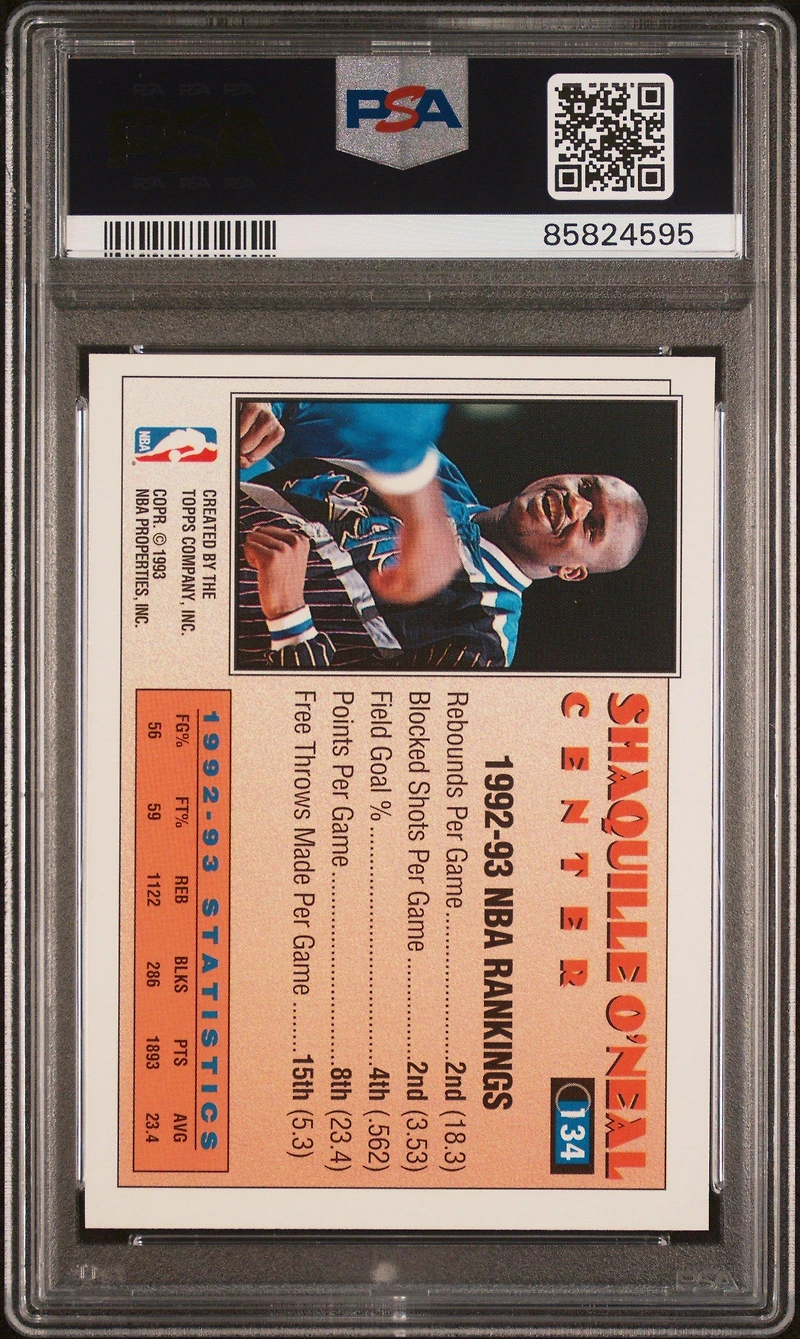 PSA
85824595
SHAQUILLE O'NEAL
CENTER
134
1992-93 NBA RANKINGS
Rebounds Per Game..................2nd (18.3)
Blocked Shots Per Game ............2nd (3.53)
Field Goal %..............................4th (.562)
Points Per Game........................8th (23.4)
Free Throws Made Per Game .......15th (5.3)
1992-93 STATISTICS
FG% FT% REB BLKS PTS AVG
56 59 1122 286 1893 23.4
CREATED BY THE
TOPPS COMPANY, INC.
COPR. © 1993
NBA PROPERTIES, INC.
NBA
PSA